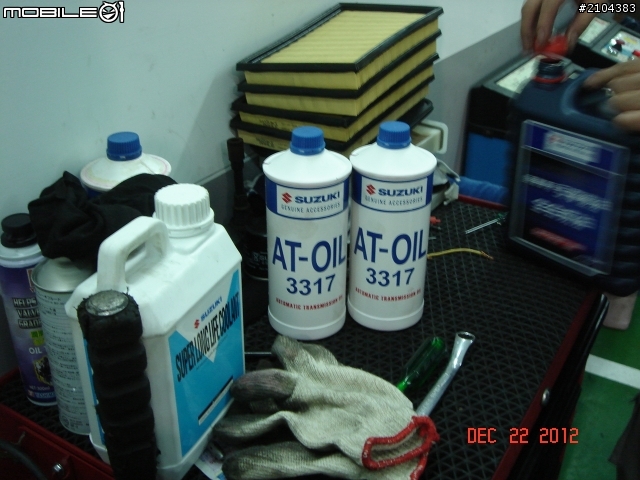 MOBILE01
#2104383
SUZUKI
GENUINE ACCESSORIES
AT-OIL
3317
AUTOMATIC TRANSMISSION OIL
SUZUKI
GENUINE ACCESSORIES
AT-OIL
3317
AUTOMATIC TRANSMISSION OIL
SUZUKI
SUPER LONG LIFE COOLANT
OIL
DEC 22 2012